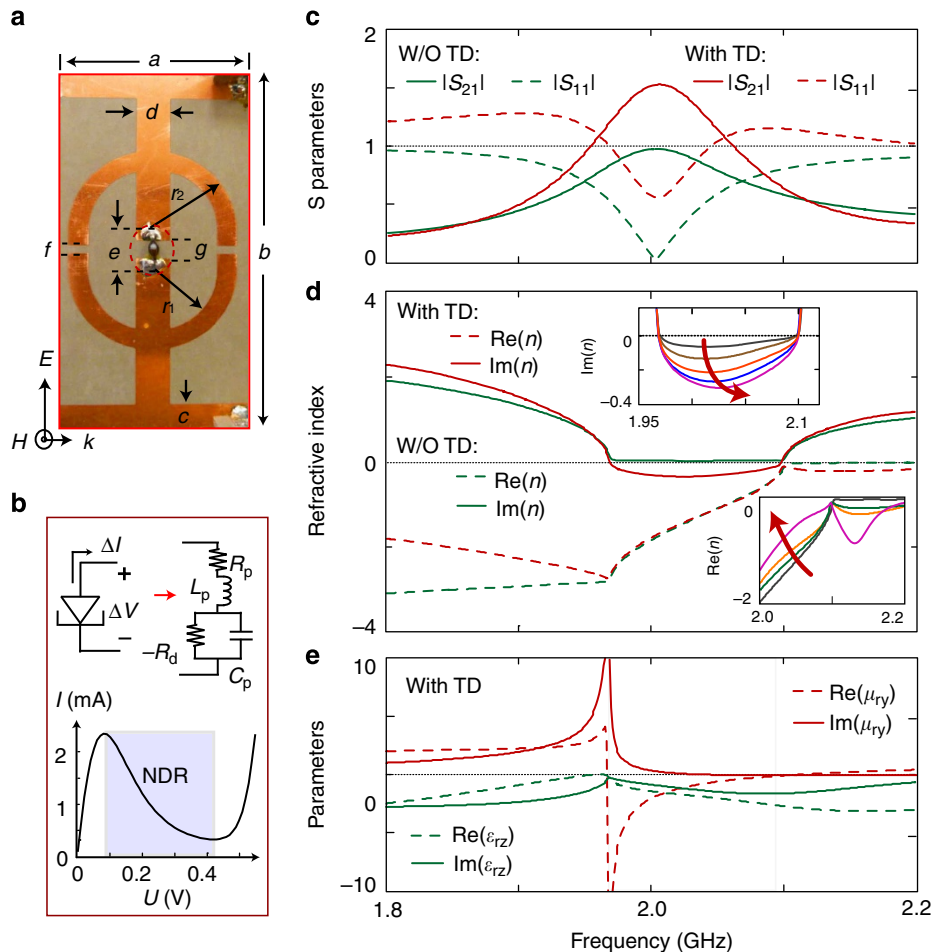 a
a
d
r2
f
e
g
b
r1
E
c
H
k
b
ΔI
+
ΔV
−
Rp
Lp
−Rd
Cp
I (mA)
2
1
0
NDR
0
0.2
0.4
U (V)
c
2
W/O TD:
With TD:
|S21|
|S11|
|S21|
|S11|
S parameters
1
0
d
4
With TD:
Re(n)
Im(n)
Im(n)
0
−0.4
1.95
2.1
Refractive index
W/O TD:
0
Re(n)
Im(n)
Re(n)
0
−2
2.0
2.2
−4
e
10
With TD
Re(μry)
Im(μry)
Parameters
0
Re(εrz)
Im(εrz)
−10
1.8
2.0
2.2
Frequency (GHz)